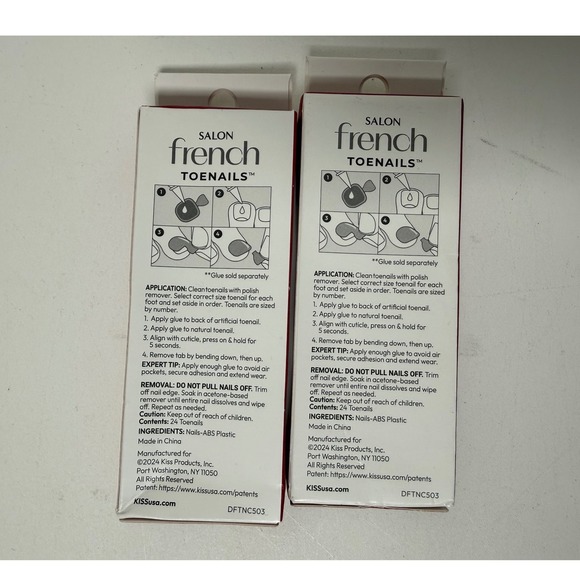 SALON
french
TOENAILS™
1
2
3
4
**Glue sold separately
APPLICATION: Clean toenails with polish
remover. Select correct size toenail for each
foot and set aside in order. Toenails are sized
by number.
1. Apply glue to back of artificial toenail.
2. Apply glue to natural toenail.
3. Align with cuticle, press on & hold for
5 seconds.
4. Remove tab by bending down, then up.
EXPERT TIP: Apply enough glue to avoid air
pockets, secure adhesion and extend wear.
REMOVAL: DO NOT PULL NAILS OFF. Trim
off nail edge. Soak in acetone-based
remover until entire nail dissolves and wipe
off. Repeat as needed.
Caution: Keep out of reach of children.
Contents: 24 Toenails
INGREDIENTS: Nails-ABS Plastic
Made in China
Manufactured for
©2024 Kiss Products, Inc.
Port Washington, NY 11050
All Rights Reserved.
Patent: https://www.kissusa.com/patents
KISSusa.com DFTNC503
SALON
french
TOENAILS™
1
2
3
4
**Glue sold separately
APPLICATION: Clean toenails with polish
remover. Select correct size toenail for each
foot and set aside in order. Toenails are sized
by number.
1. Apply glue to back of artificial toenail.
2. Apply glue to natural toenail.
3. Align with cuticle, press on & hold for
5 seconds.
4. Remove tab by bending down, then up.
EXPERT TIP: Apply enough glue to avoid air
pockets, secure adhesion and extend wear.
REMOVAL: DO NOT PULL NAILS OFF. Trim
off nail edge. Soak in acetone-based
remover until entire nail dissolves and wipe
off. Repeat as needed.
Caution: Keep out of reach of children.
Contents: 24 Toenails
INGREDIENTS: Nails-ABS Plastic
Made in China
Manufactured for
©2024 Kiss Products, Inc.
Port Washington, NY 11050
All Rights Reserved.
Patent: https://www.kissusa.com/patents
KISSusa.com DFTNC503